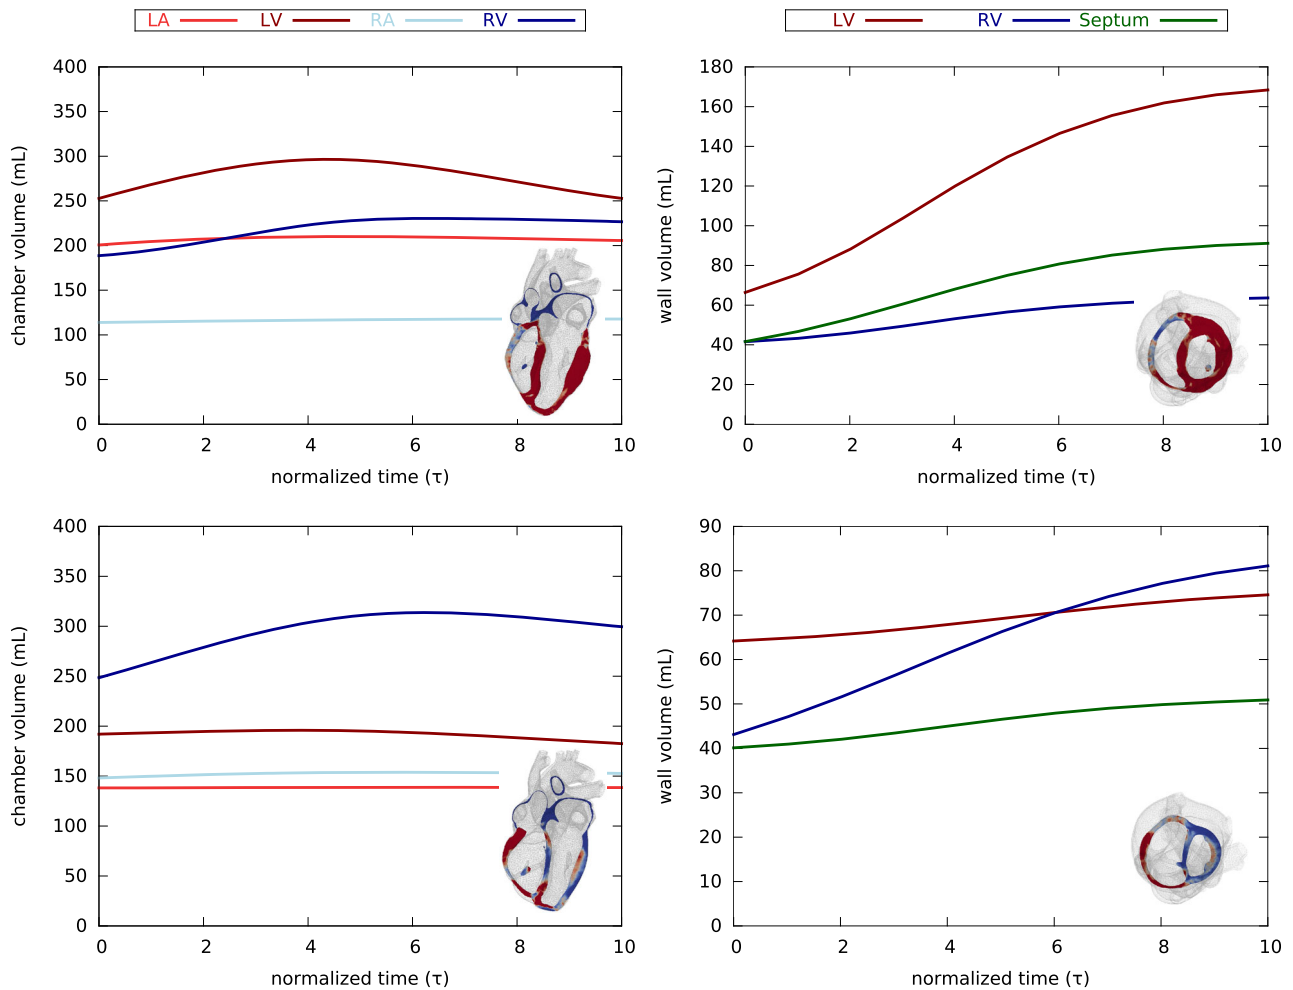 LA LV RA RV
LV RV Septum
400
350
300
250
200
150
100
50
0
chamber volume (mL)
0 2 4 6 8 10
normalized time (τ)
180
160
140
120
100
80
60
40
20
0
wall volume (mL)
0 2 4 6 8 10
normalized time (τ)
400
350
300
250
200
150
100
50
0
chamber volume (mL)
0 2 4 6 8 10
normalized time (τ)
90
80
70
60
50
40
30
20
10
0
wall volume (mL)
0 2 4 6 8 10
normalized time (τ)